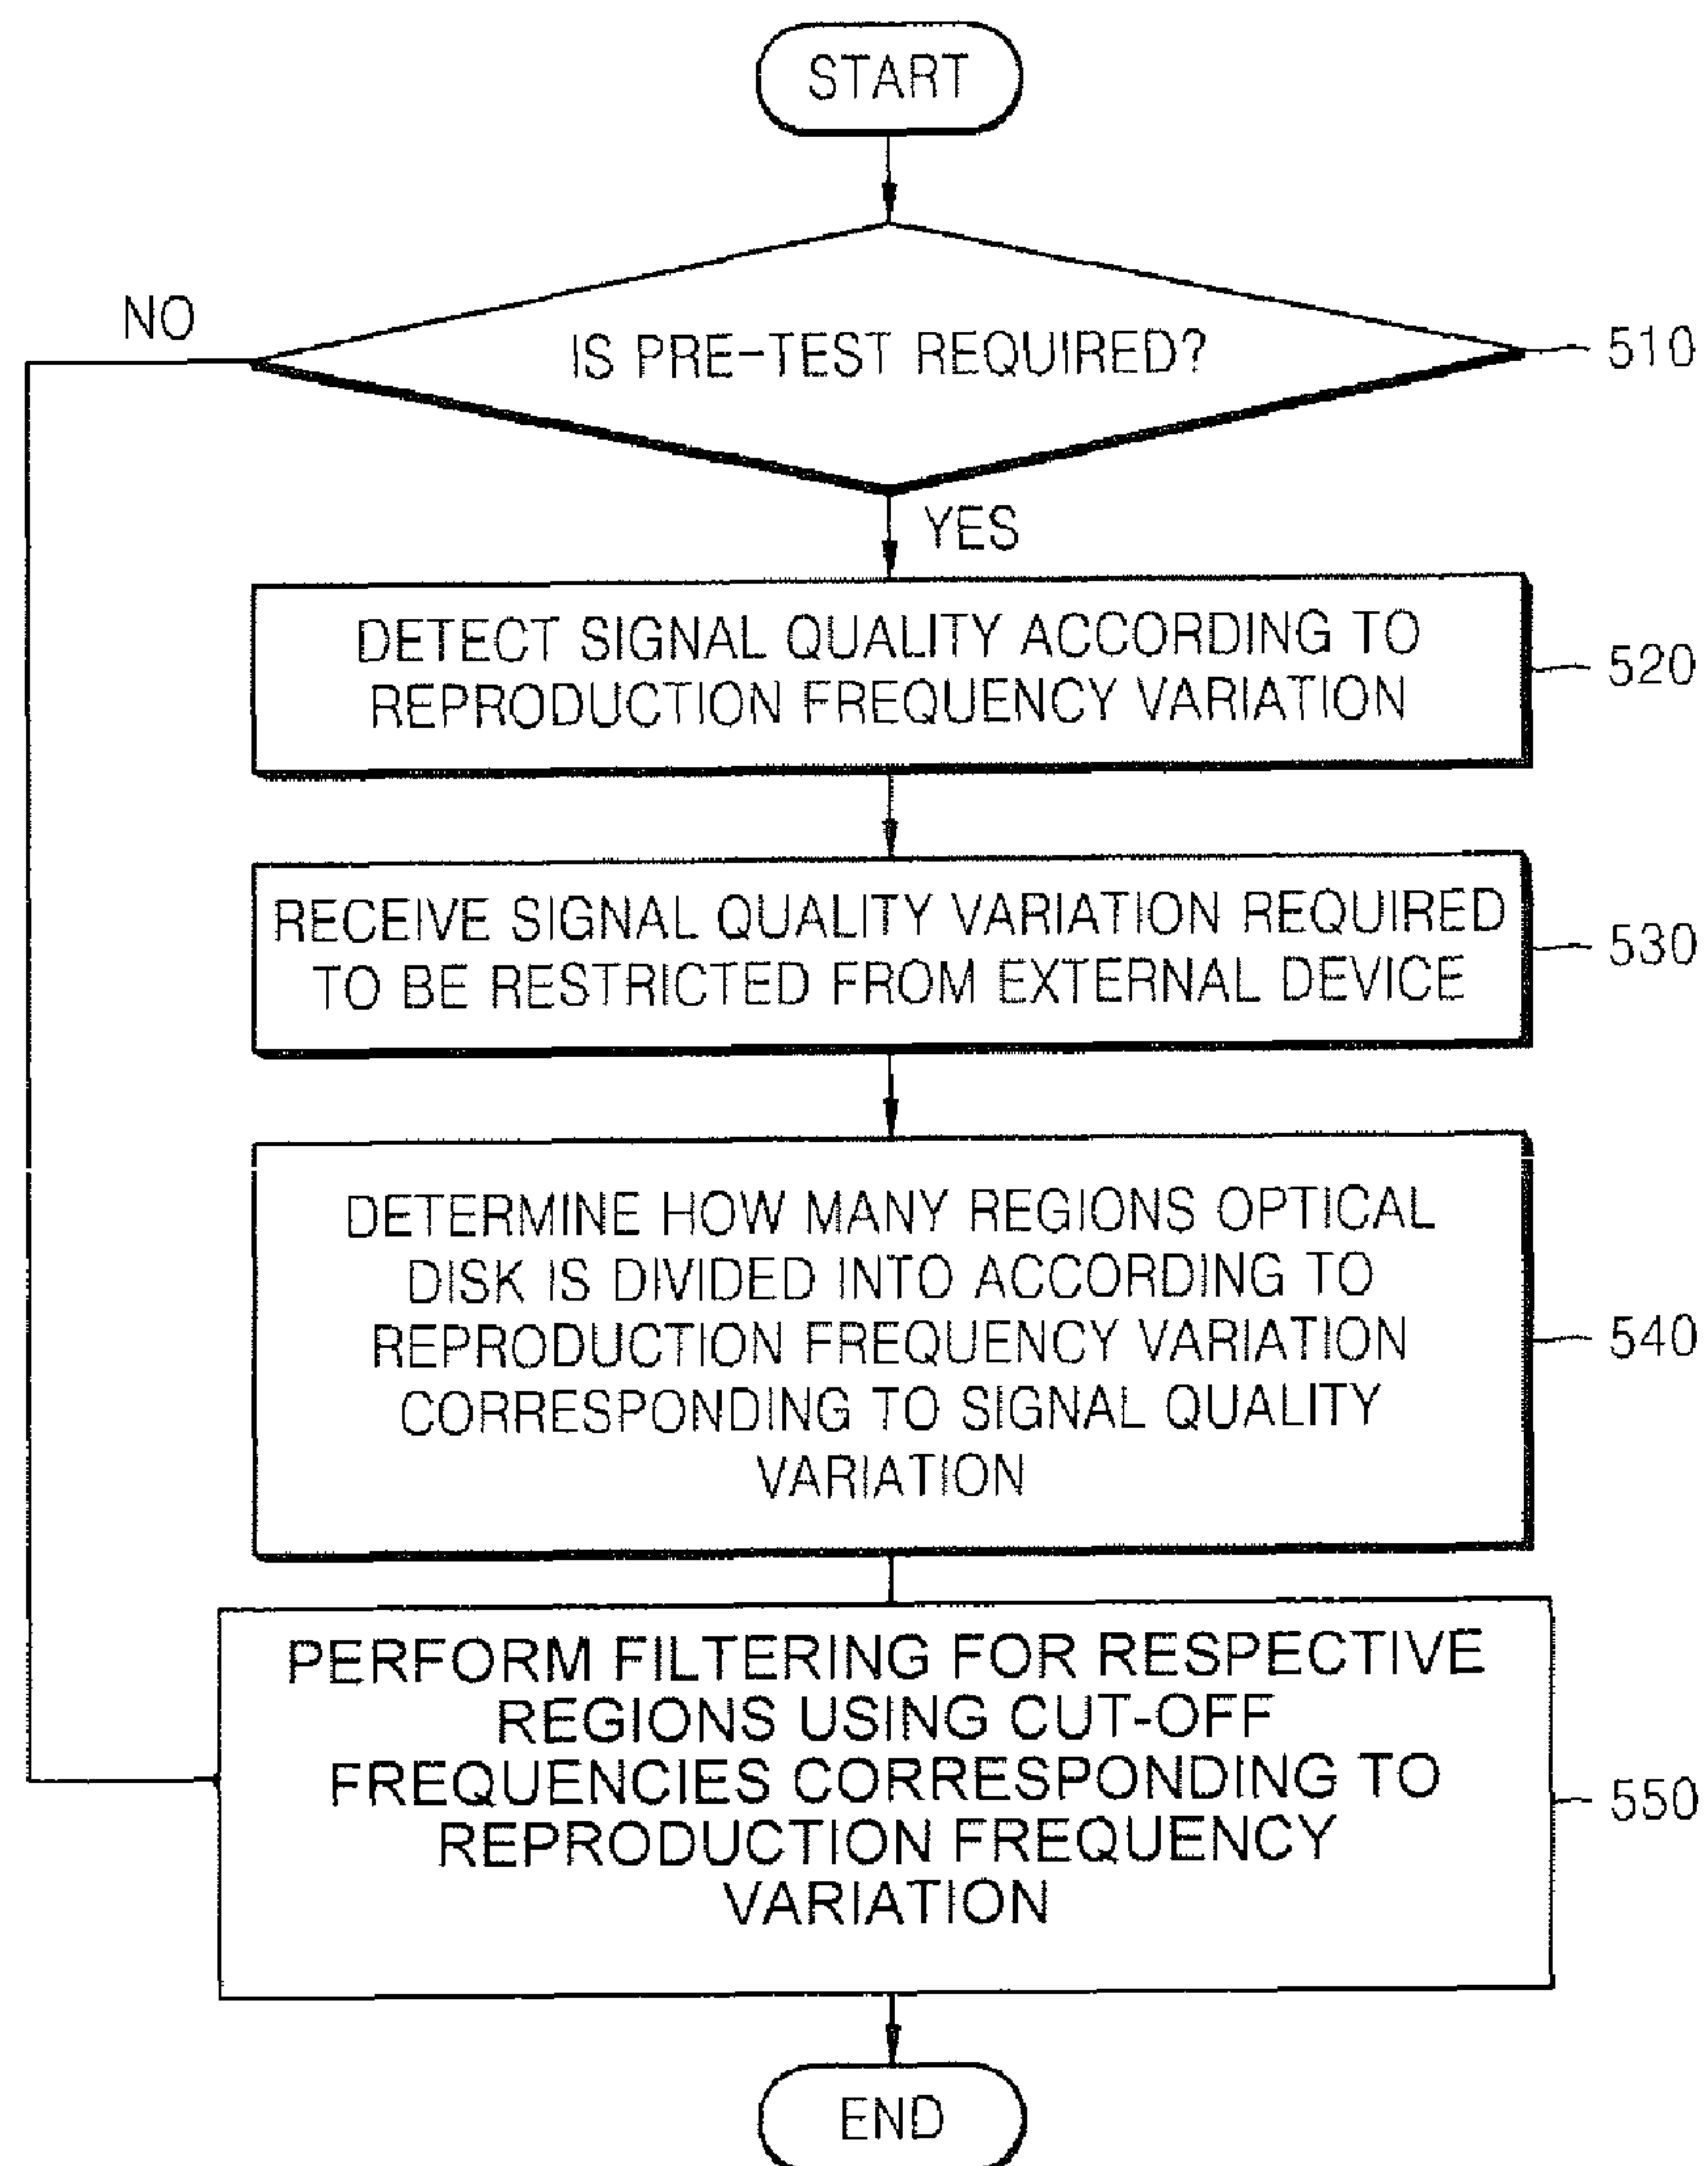 START
NO
IS PRE-TEST REQUIRED?
510
YES
DETECT SIGNAL QUALITY ACCORDING TO
REPRODUCTION FREQUENCY VARIATION
520
RECEIVE SIGNAL QUALITY VARIATION REQUIRED
TO BE RESTRICTED FROM EXTERNAL DEVICE
530
DETERMINE HOW MANY REGIONS OPTICAL
DISK IS DIVIDED INTO ACCORDING TO
REPRODUCTION FREQUENCY VARIATION
CORRESPONDING TO SIGNAL QUALITY
VARIATION
540
PERFORM FILTERING FOR RESPECTIVE
REGIONS USING CUT-OFF
FREQUENCIES CORRESPONDING TO
REPRODUCTION FREQUENCY
VARIATION
550
END